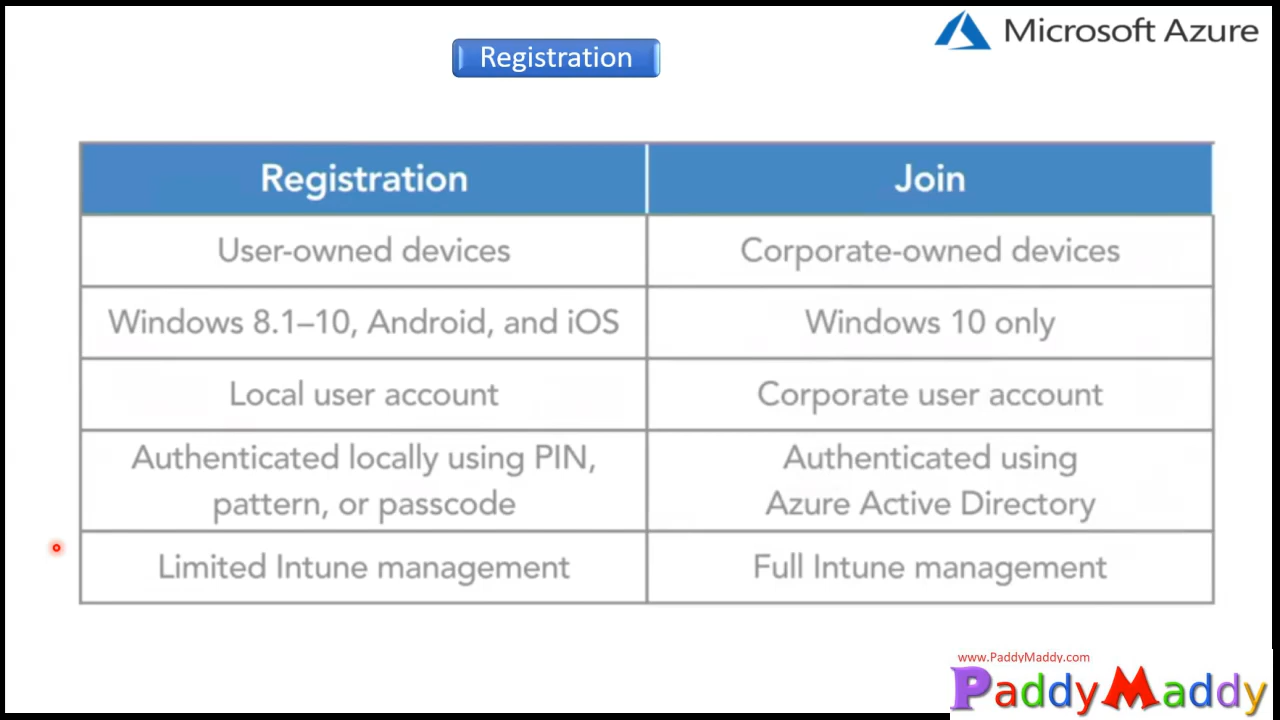 Microsoft Azure
Registration
Registration
Join
User-owned devices
Corporate-owned devices
Windows 8.1–10, Android, and iOS
Windows 10 only
Local user account
Corporate user account
Authenticated locally using PIN,
pattern, or passcode
Authenticated using
Azure Active Directory
Limited Intune management
Full Intune management
www.PaddyMaddy.com
PaddyMaddy